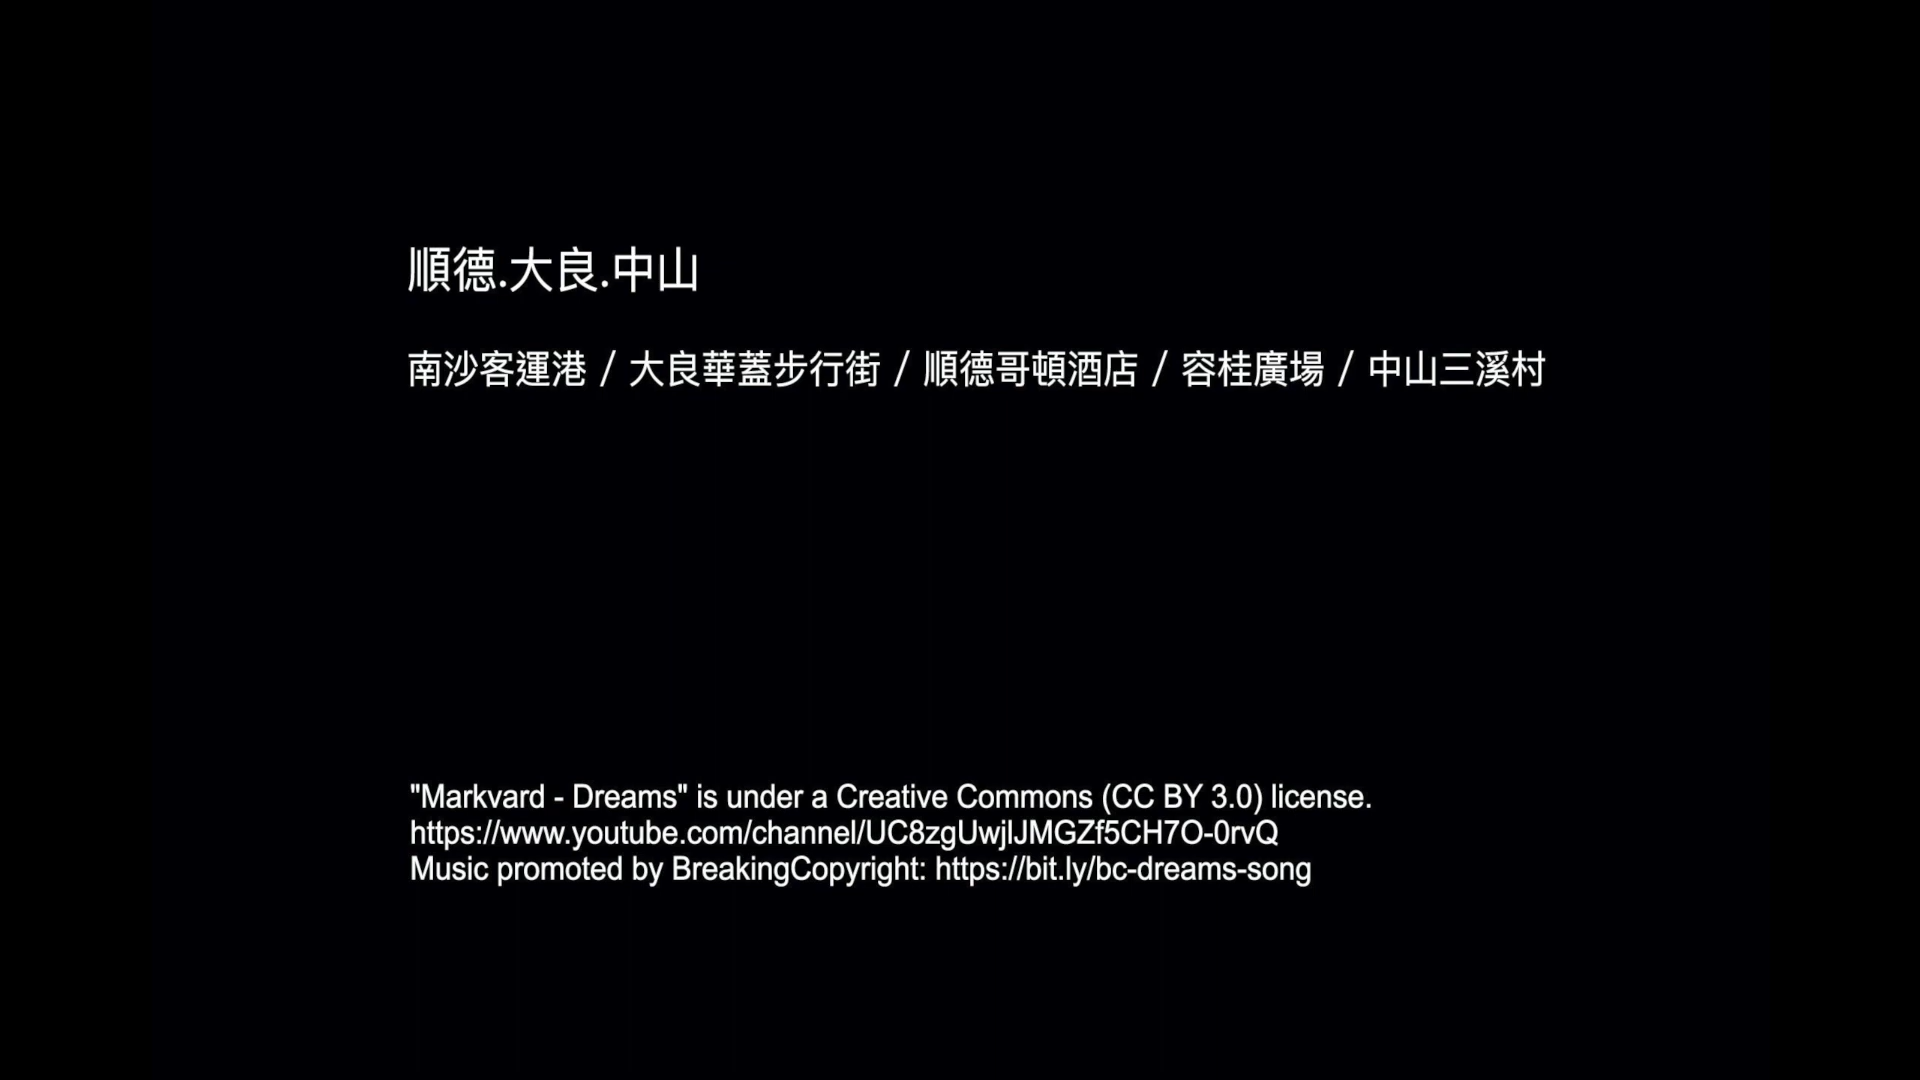 順德.大良.中山
南沙客運港 / 大良華蓋步行街 / 順德哥頓酒店 / 容桂廣場 / 中山三溪村
"Markvard - Dreams" is under a Creative Commons (CC BY 3.0) license.
https://www.youtube.com/channel/UC8zgUwjlJMGZf5CH7O-0rvQ
Music promoted by BreakingCopyright: https://bit.ly/bc-dreams-song